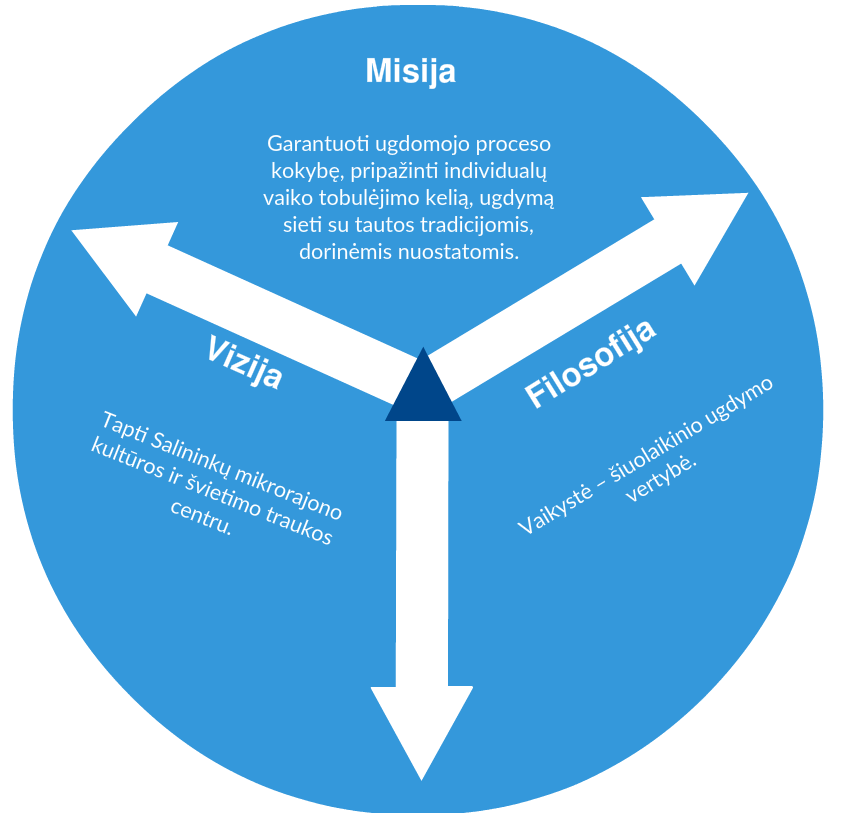 Misija
Garantuoti ugdomojo proceso
kokybę, pripažinti individualų
vaiko tobulėjimo kelią, ugdymą
sieti su tautos tradicijomis,
dorinėmis nuostatomis.
Vizija
Tapti Salininkų mikrorajono
kultūros ir švietimo traukos
centru.
Filosofija
Vaikystė – šiuolaikinio ugdymo
vertybė.